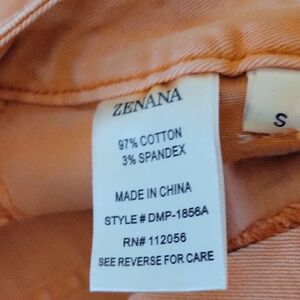 ZENANA
97% COTTON
3% SPANDEX
MADE IN CHINA
STYLE # DMP-1856A
RN# 112056
SEE REVERSE FOR CARE
S